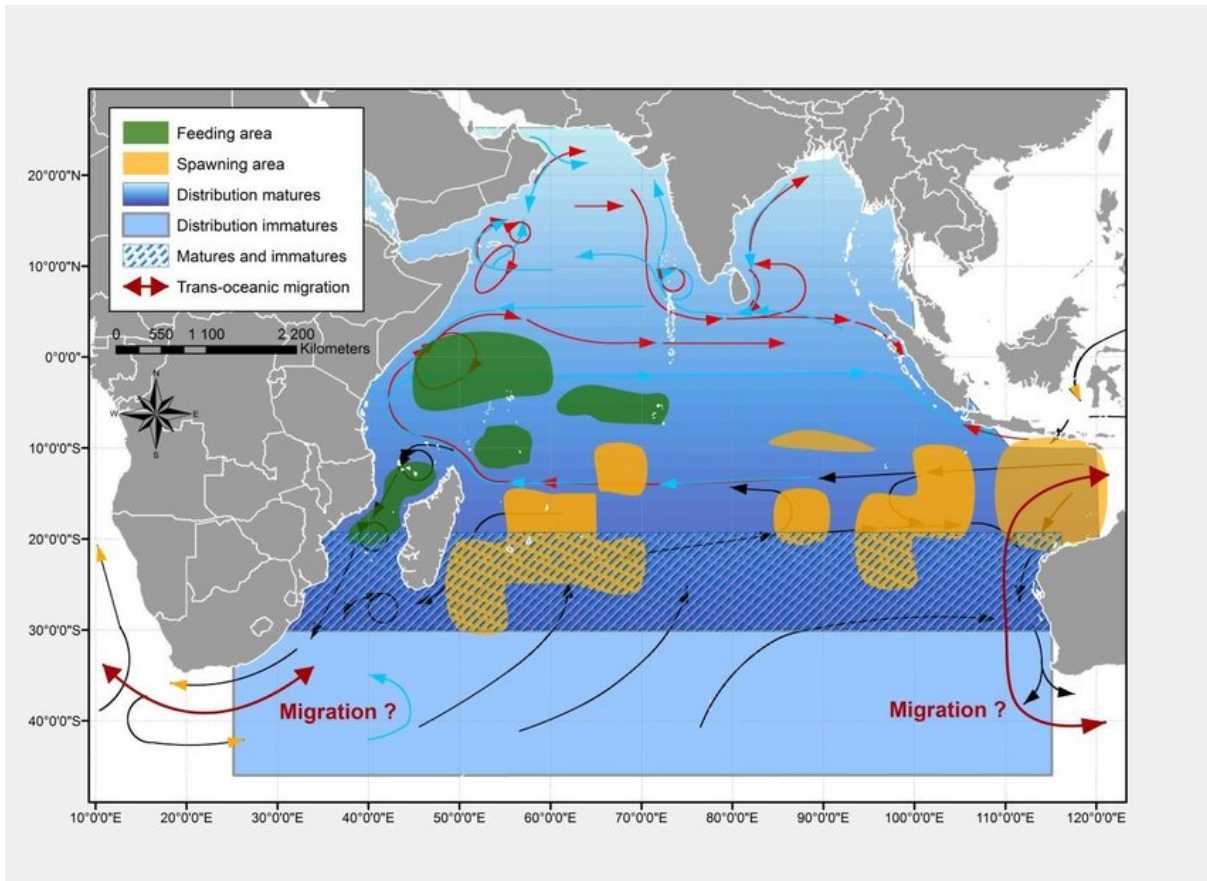 Feeding area
Spawning area
Distribution matures
Distribution immatures
Matures and immatures
Trans-oceanic migration
0 550 1 100 2 200
Kilometers
N
W E
S
20°0'0"N
10°0'0"N
0°0'0"
10°0'0"S
20°0'0"S
30°0'0"S
40°0'0"S
Migration ?
Migration ?
10°0'0"E 20°0'0"E 30°0'0"E 40°0'0"E 50°0'0"E 60°0'0"E 70°0'0"E 80°0'0"E 90°0'0"E 100°0'0"E 110°0'0"E 120°0'0"E